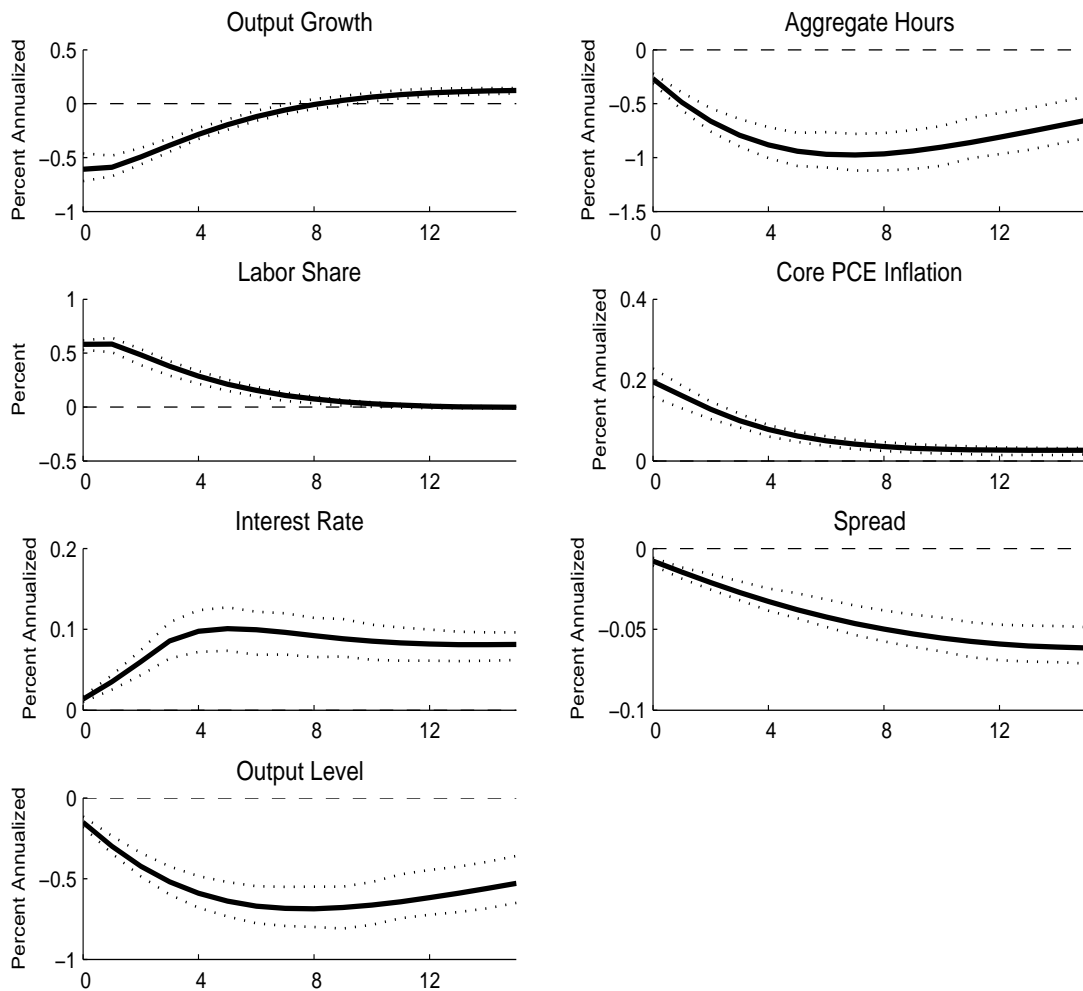 Output Growth
Percent Annualized
0.5
0
−0.5
−1
0 4 8 12
Aggregate Hours
Percent Annualized
0
−0.5
−1
−1.5
0 4 8 12
Labor Share
Percent
1
0.5
0
−0.5
0 4 8 12
Core PCE Inflation
Percent Annualized
0.4
0.2
0
0 4 8 12
Interest Rate
Percent Annualized
0.2
0.1
0
0 4 8 12
Spread
Percent Annualized
0
−0.05
−0.1
0 4 8 12
Output Level
Percent Annualized
0
−0.5
−1
0 4 8 12